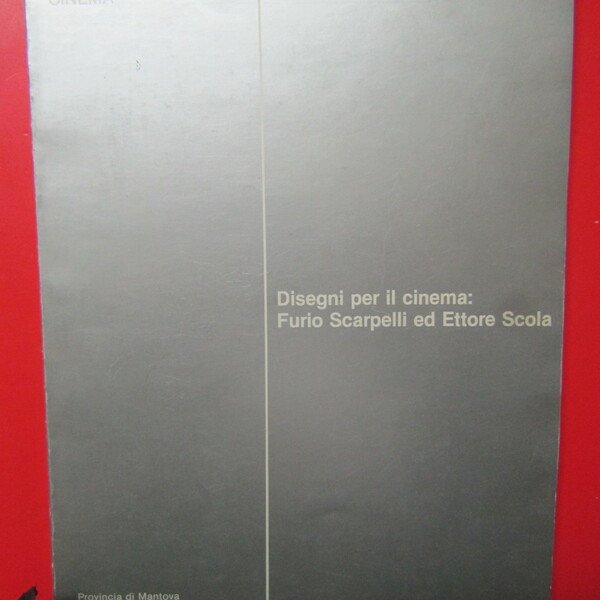 CINEMA
Disegni per il cinema:
Furio Scarpelli ed Ettore Scola
Provincia di Mantova